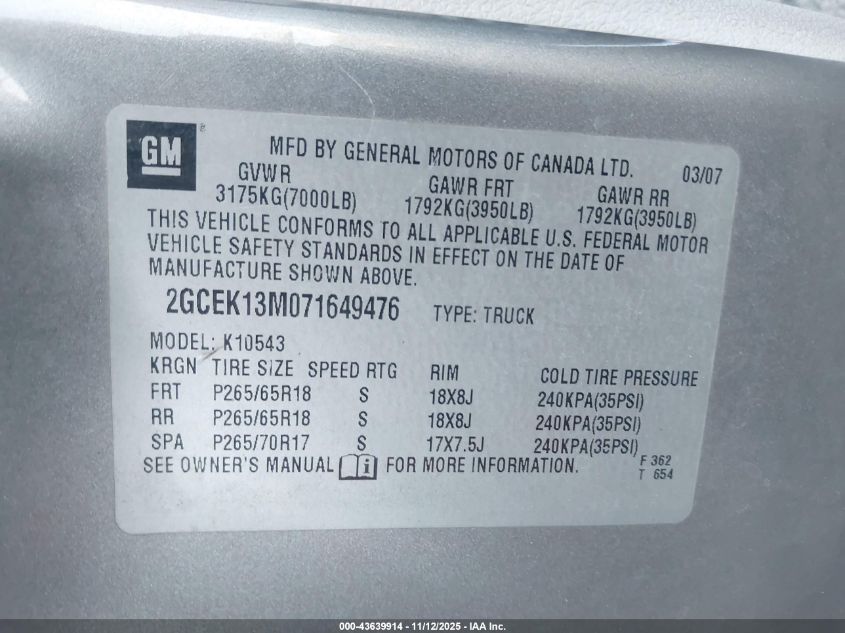 GM ®
MFD BY GENERAL MOTORS OF CANADA LTD. 03/07
GVWR GAWR FRT GAWR RR
3175KG(7000LB) 1792KG(3950LB) 1792KG(3950LB)
THIS VEHICLE CONFORMS TO ALL APPLICABLE U.S. FEDERAL MOTOR
VEHICLE SAFETY STANDARDS IN EFFECT ON THE DATE OF
MANUFACTURE SHOWN ABOVE.
2GCEK13M071649476 TYPE: TRUCK
MODEL: K10543
KRGN TIRE SIZE SPEED RTG RIM COLD TIRE PRESSURE
FRT P265/65R18 S 18X8J 240KPA(35PSI)
RR P265/65R18 S 18X8J 240KPA(35PSI)
SPA P265/70R17 S 17X7.5J 240KPA(35PSI)
SEE OWNER'S MANUAL i FOR MORE INFORMATION. F 362
T 654
000-43639914 - 11/12/2025 - IAA Inc.